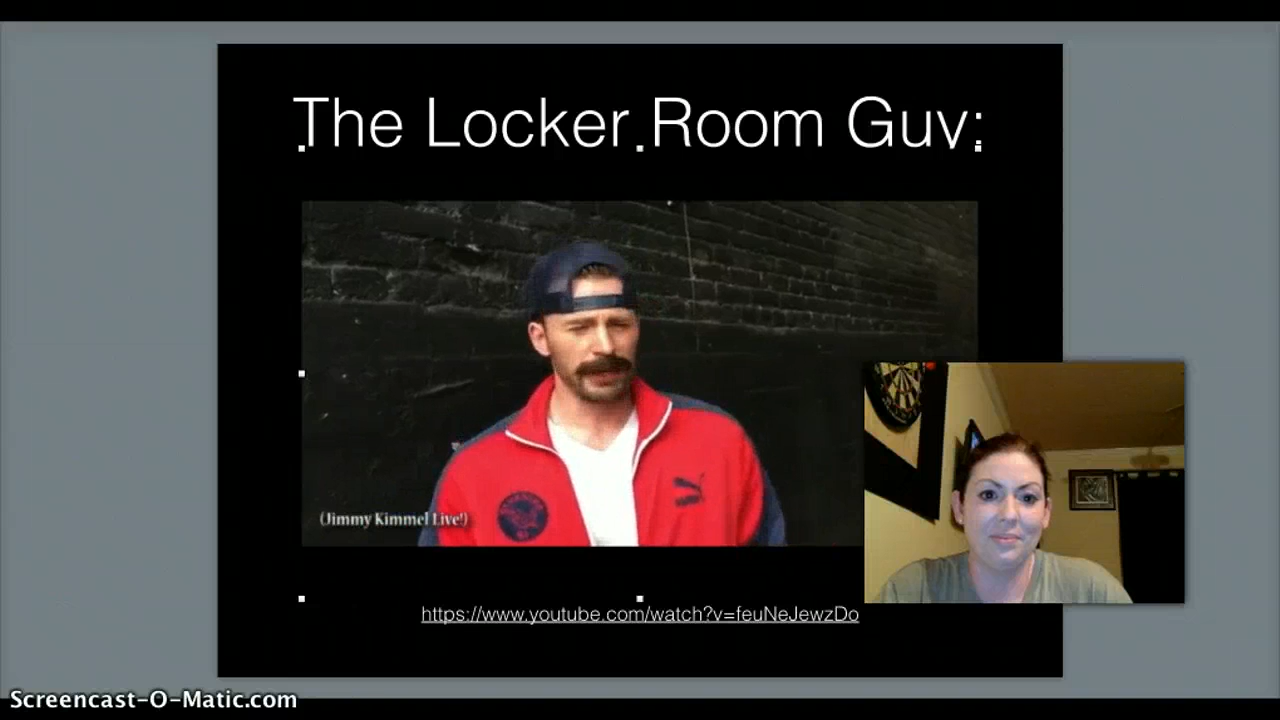 The Locker Room Guy:
(Jimmy Kimmel Live!)
https://www.youtube.com/watch?v=feuNeJewzDo
Screencast-O-Matic.com